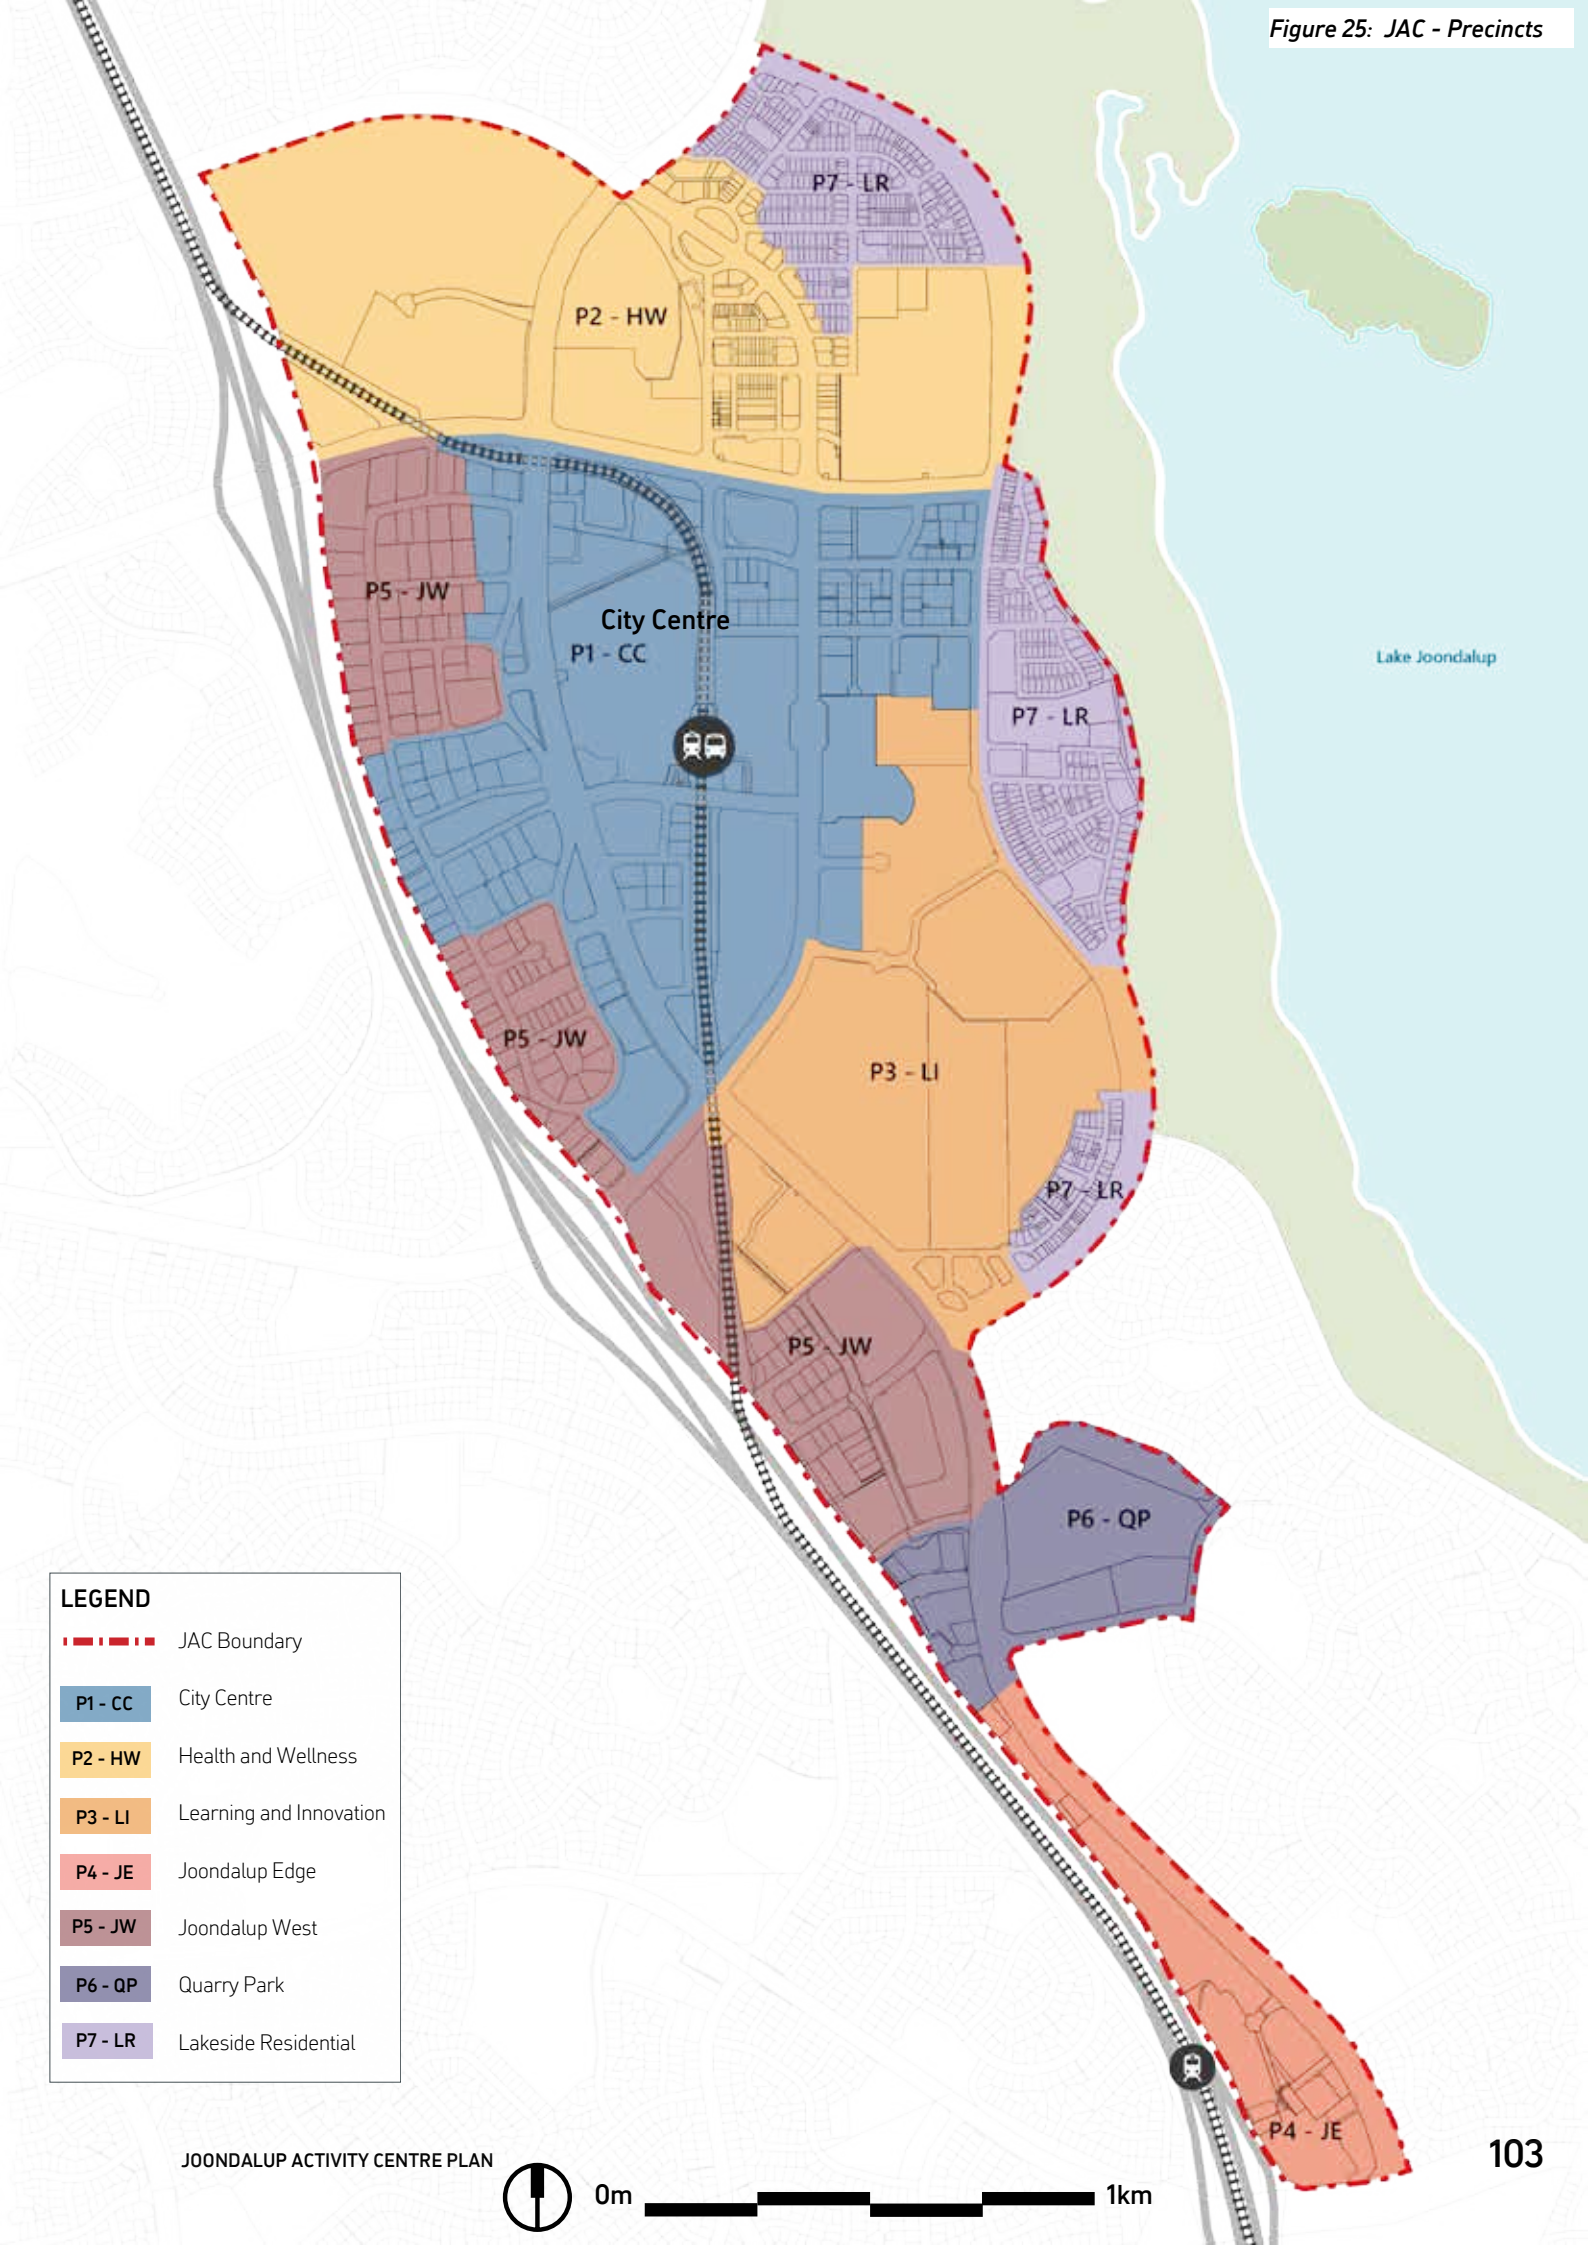 Figure 25: JAC - Precincts
P7 - LR
P2 - HW
P5 - JW
City Centre
P1 - CC
Lake Joondalup
P7 - LR
P5 - JW
P3 - LI
P7 - LR
P5 - JW
P6 - QP
LEGEND
JAC Boundary
P1 - CC City Centre
P2 - HW Health and Wellness
P3 - LI Learning and Innovation
P4 - JE Joondalup Edge
P5 - JW Joondalup West
P6 - QP Quarry Park
P7 - LR Lakeside Residential
P4 - JE
JOONDALUP ACTIVITY CENTRE PLAN
0m 1km
103